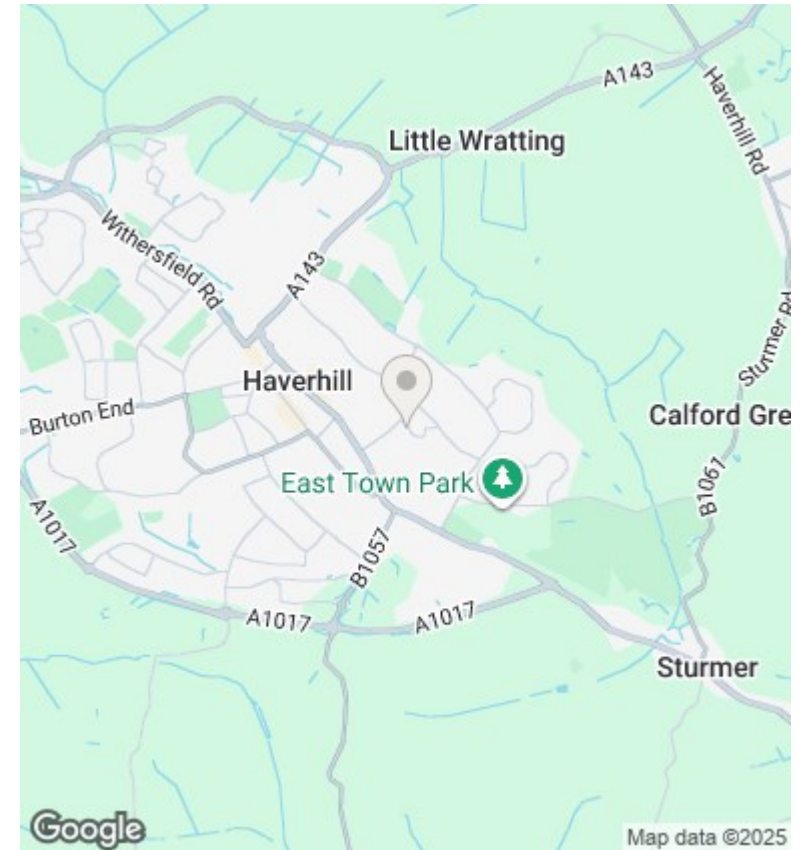 A143
Haverhill Rd
Little Wratting
Withersfield Rd
A143
Sturmer Rd
Haverhill
Burton End
Calford Gre
East Town Park
B1061
A1017
B1057
A1017
A1017
Sturmer
Google
Map data ©2025